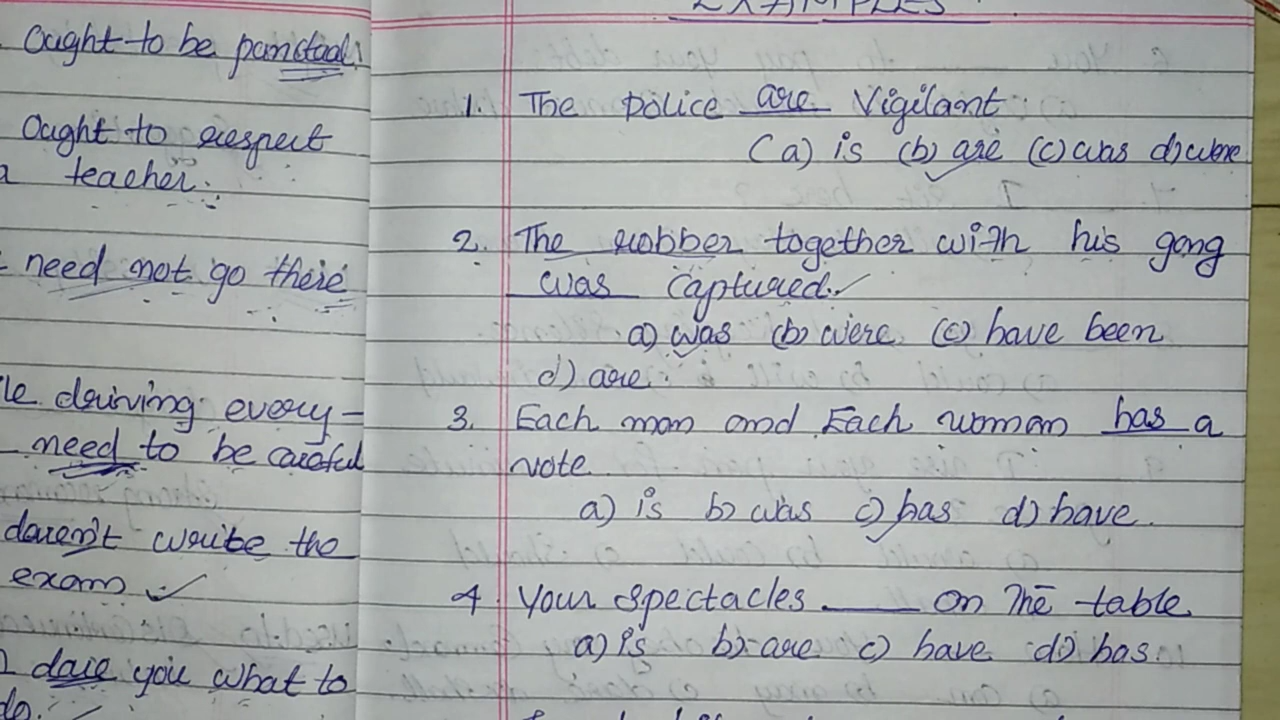 Ought to be punctual.
Ought to respect
a teacher.
need not go there
le driving every-
need to be careful
daren't write the
exam
I dare you what to
do.
EXAMPLES
1. The police are Vigilant
(a) is (b) are (c) was d) were
2. The robber together with his gang
was captured.
a) was (b) were (c) have been
d) are.
3. Each man and Each woman has a
vote
a) is b) was c) has d) have.
4 Your spectacles ____ on the table.
a) is b) are c) have d) has.